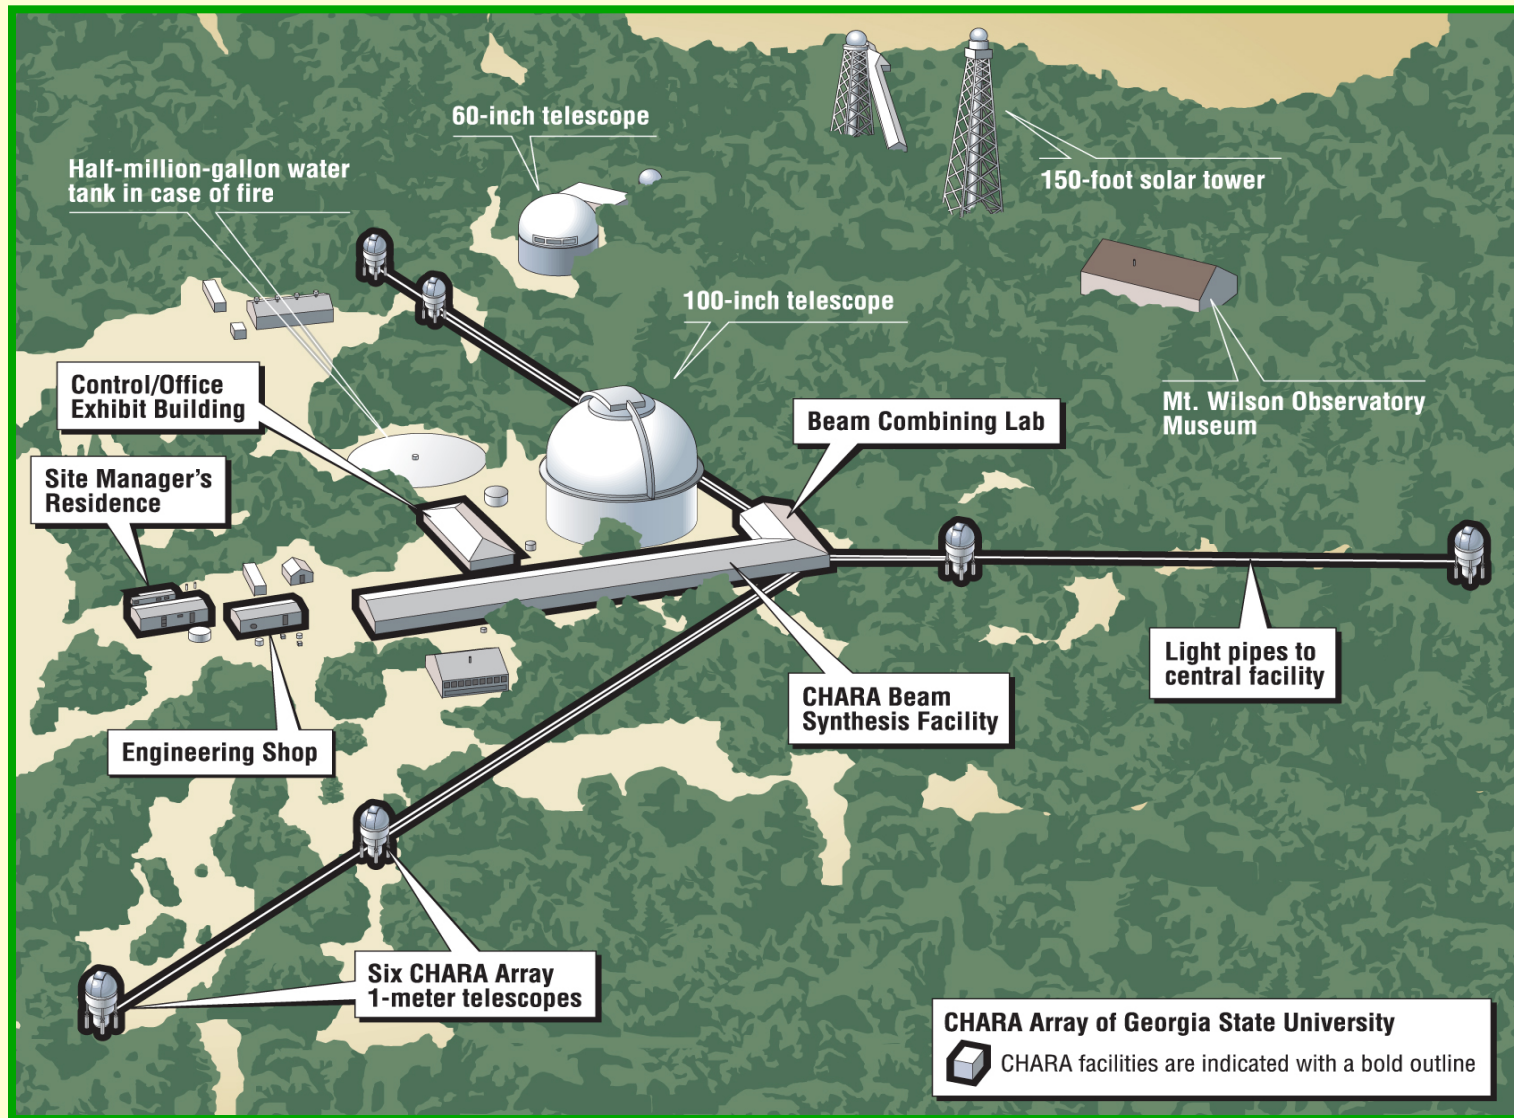 60-inch telescope
Half-million-gallon water
tank in case of fire
150-foot solar tower
100-inch telescope
Control/Office
Exhibit Building
Beam Combining Lab
Mt. Wilson Observatory
Museum
Site Manager’s
Residence
Light pipes to
central facility
CHARA Beam
Synthesis Facility
Engineering Shop
Six CHARA Array
1-meter telescopes
CHARA Array of Georgia State University
CHARA facilities are indicated with a bold outline